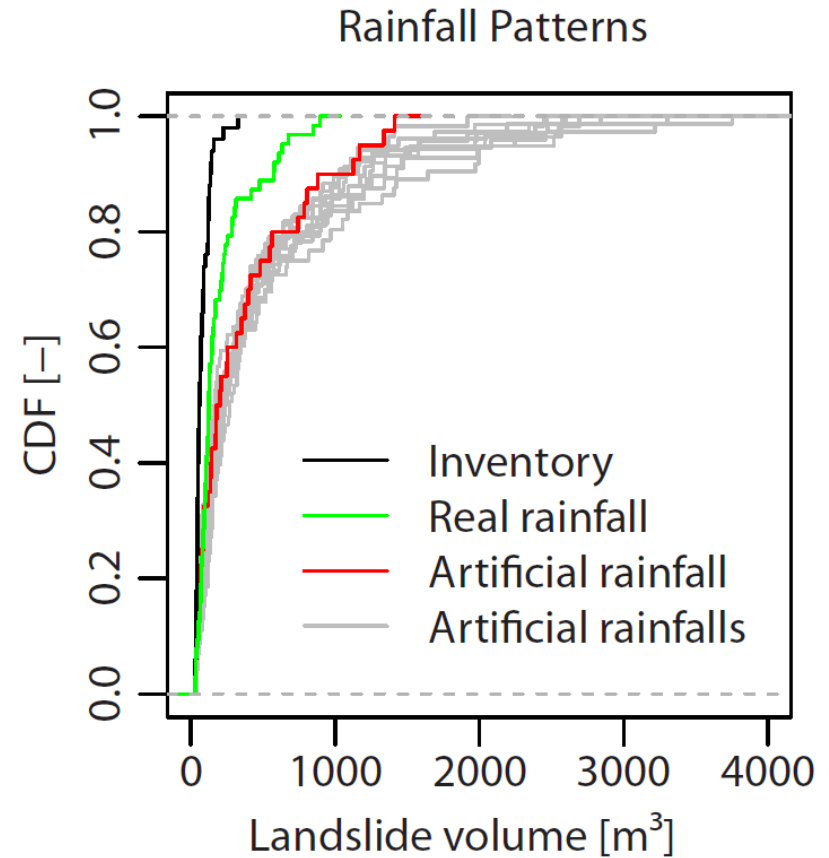 Rainfall Patterns
1.0
0.8
0.6
0.4
0.2
0.0
CDF [−]
Inventory
Real rainfall
Artificial rainfall
Artificial rainfalls
0 1000 2000 3000 4000
Landslide volume [m³]